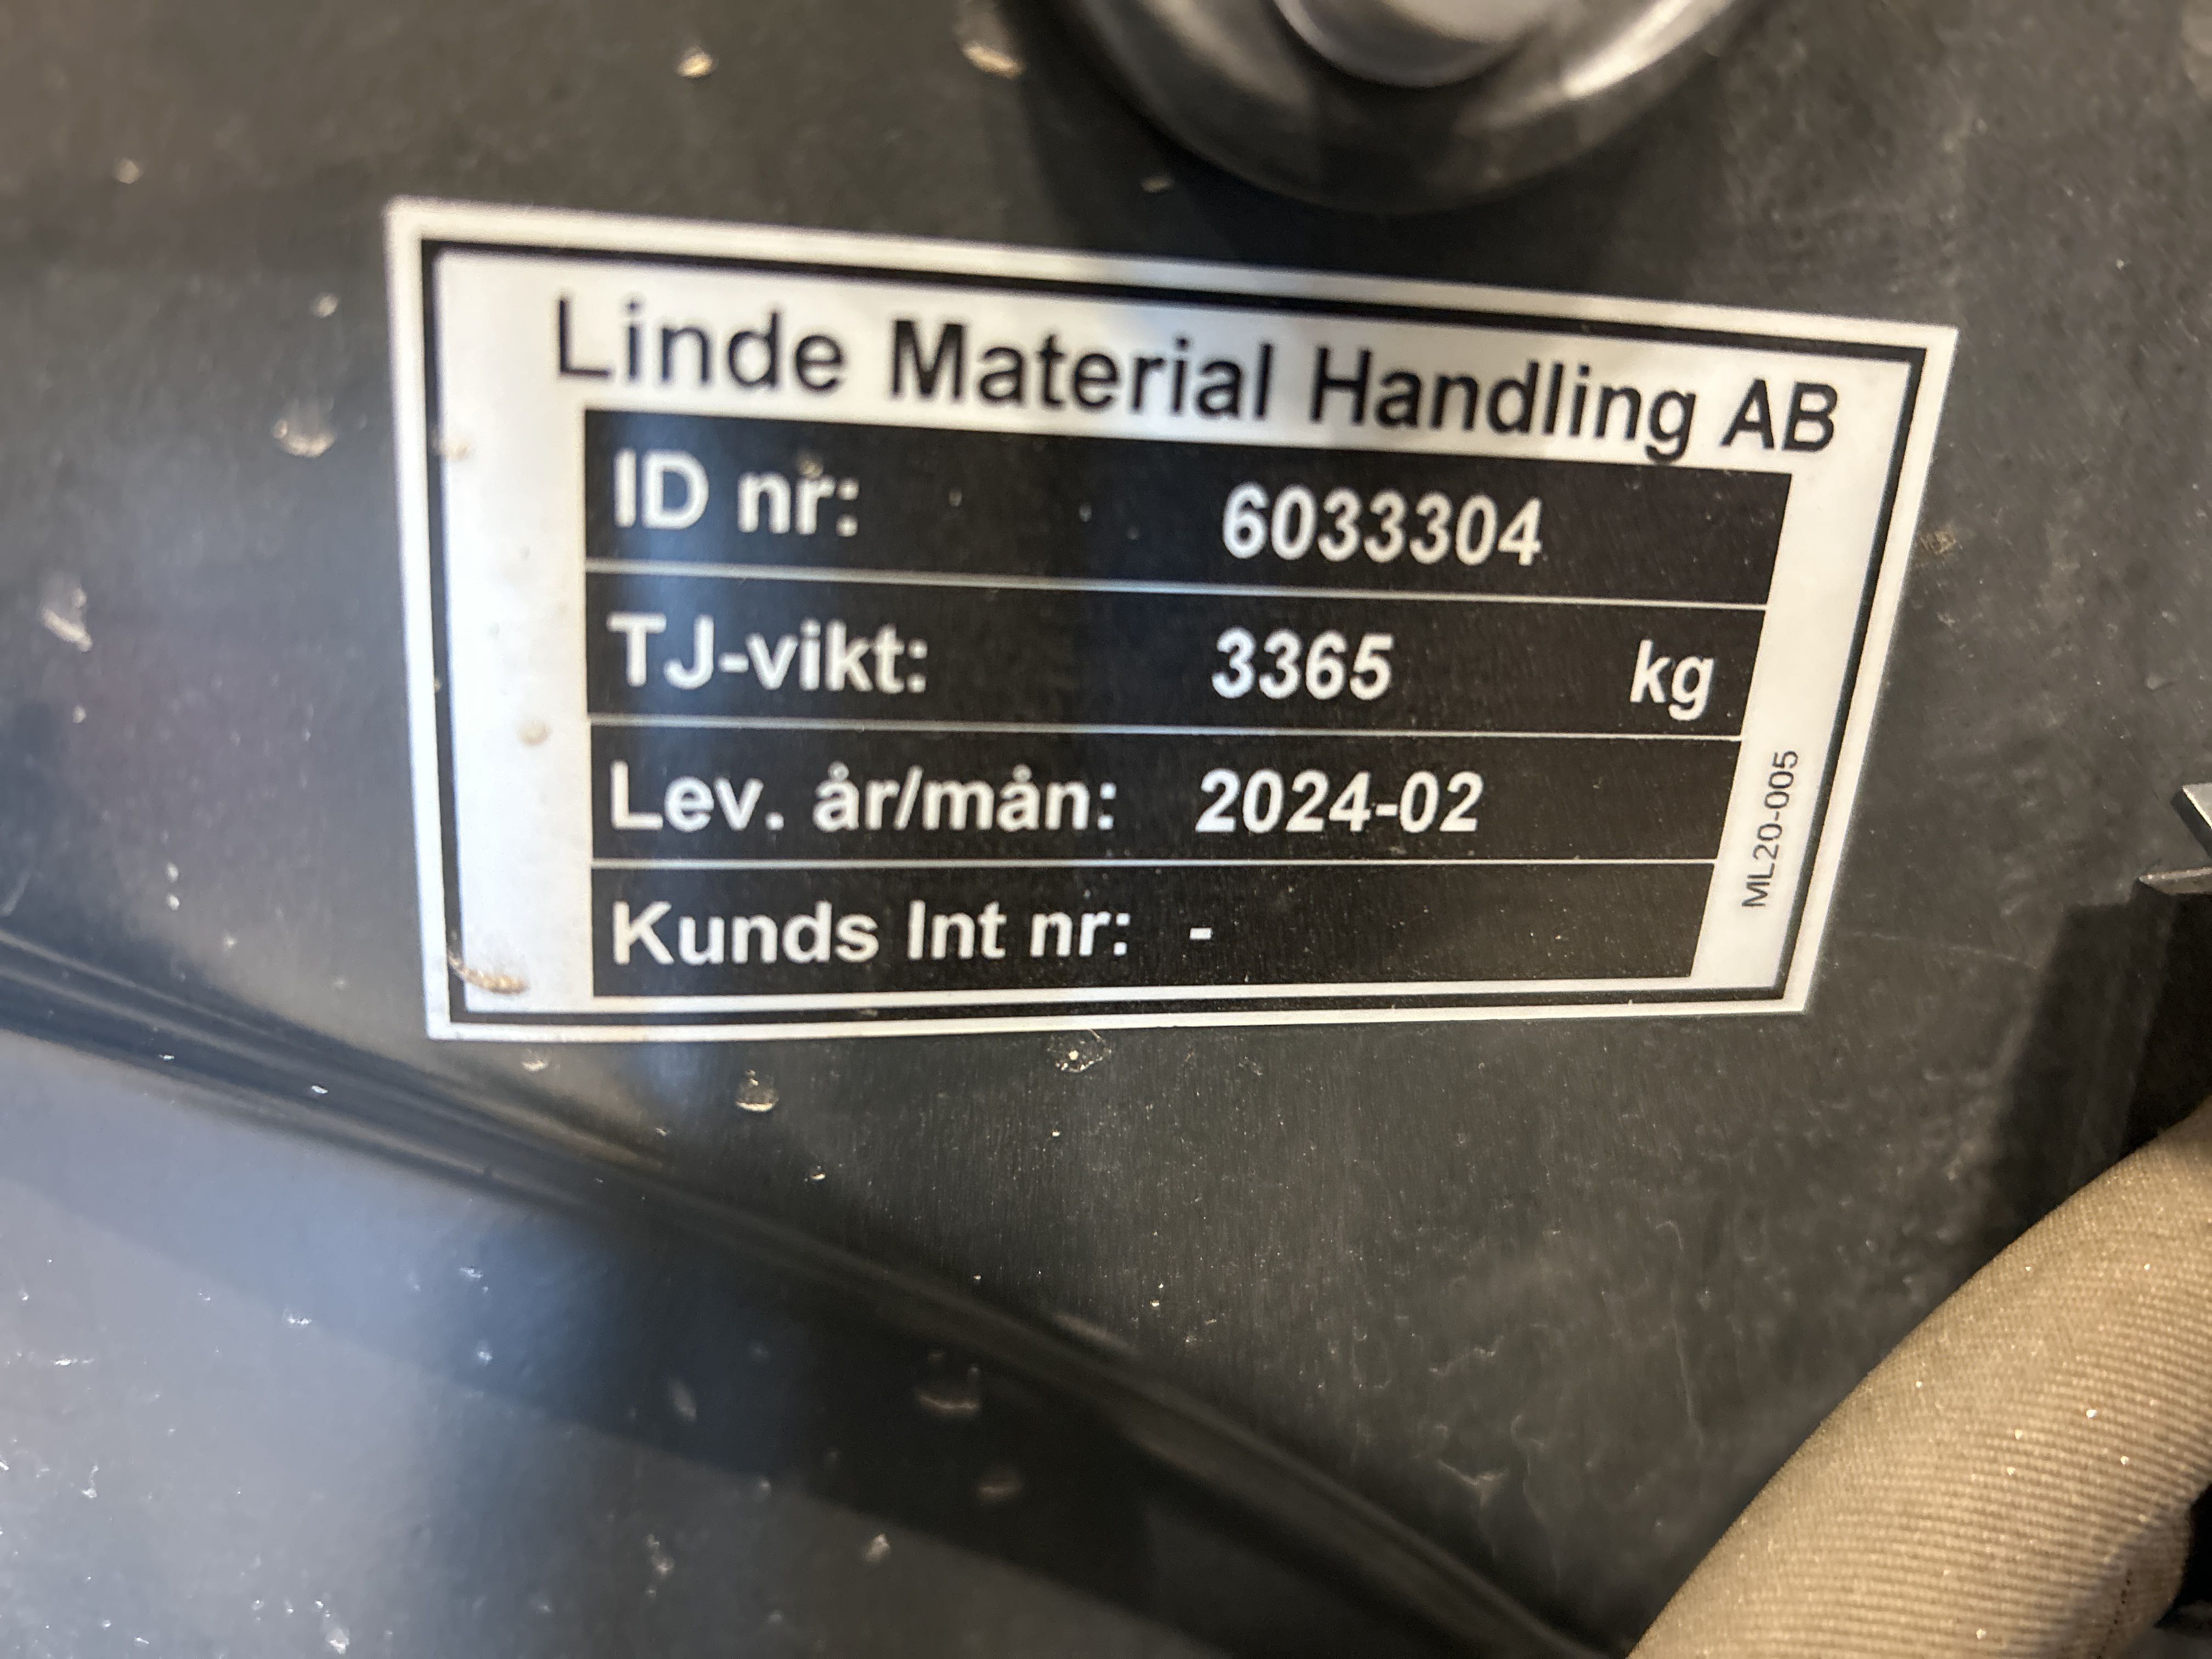 Linde Material Handling AB
ID nr: 6033304
TJ-vikt: 3365 kg
Lev. år/mån: 2024-02
Kunds Int nr: -
ML20-005